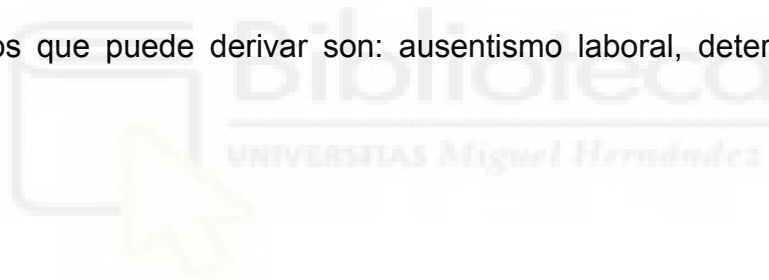 os que puede derivar son: ausentismo laboral, deter
Biblioteca
UNIVERSITAS Miguel Hernández